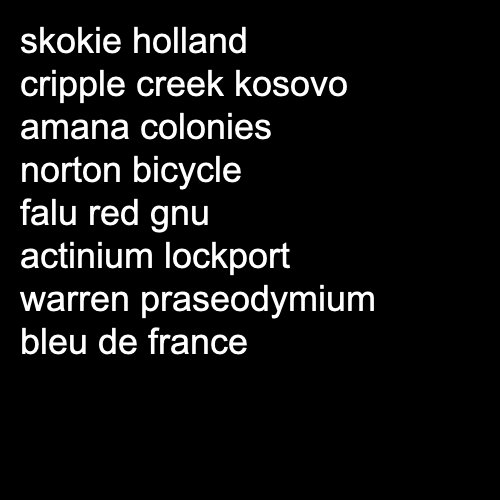 skokie holland
cripple creek kosovo
amana colonies
norton bicycle
falu red gnu
actinium lockport
warren praseodymium
bleu de france